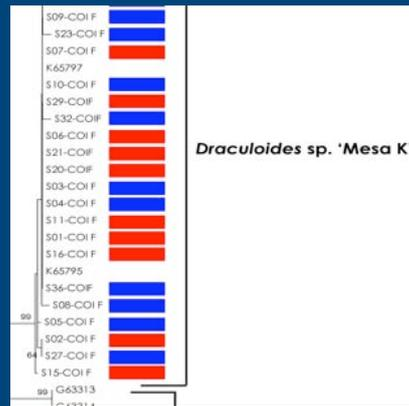 S09-COI F
S23-COI F
S07-COI F
K65797
S10-COI F
S29-COIF
S32-COIF
S06-COI F
S21-COI F
S20-COIF
Draculoides sp. 'Mesa K'
S03-COI F
S04-COI F
S11-COI F
S01-COI F
S16-COI F
K65795
S36-COIF
S08-COI F
99
S05-COI F
S02-COI F
64
S27-COI F
S15-COI F
99
G63313